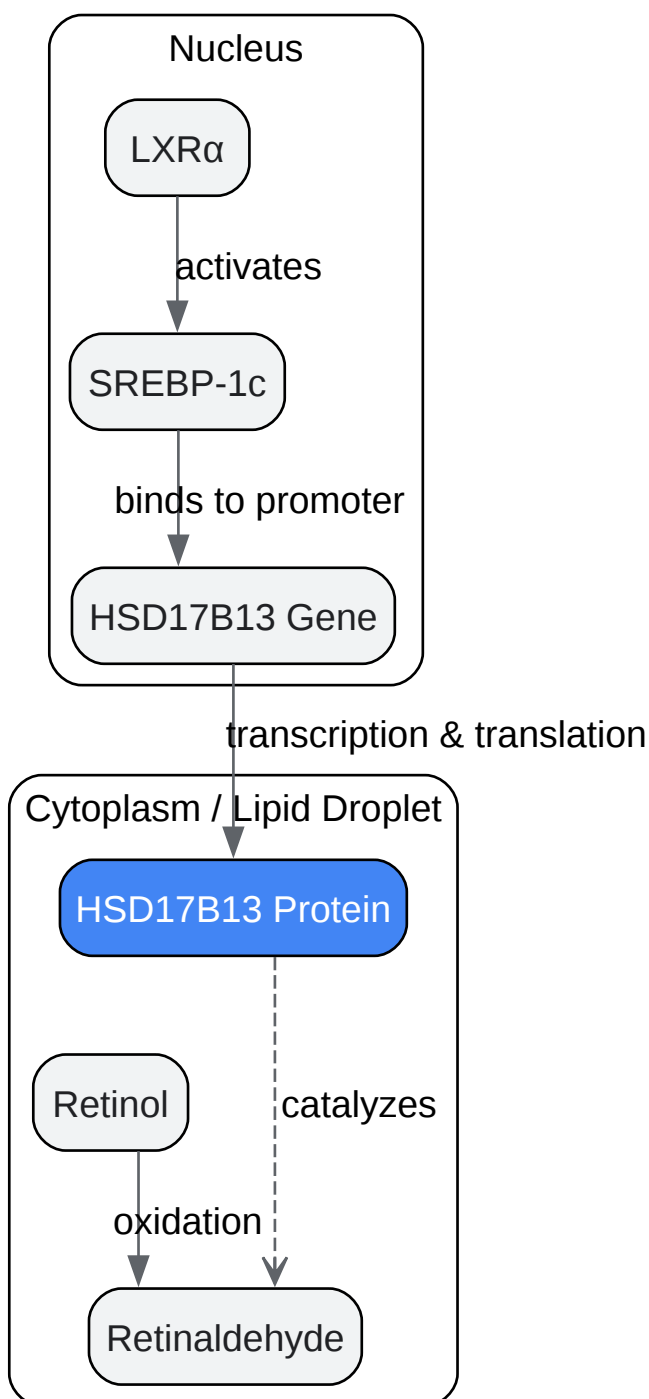 Nucleus
LXRα
activates
SREBP-1c
binds to promoter
HSD17B13 Gene
transcription & translation
Cytoplasm / Lipid Droplet
HSD17B13 Protein
Retinol
catalyzes
oxidation
Retinaldehyde